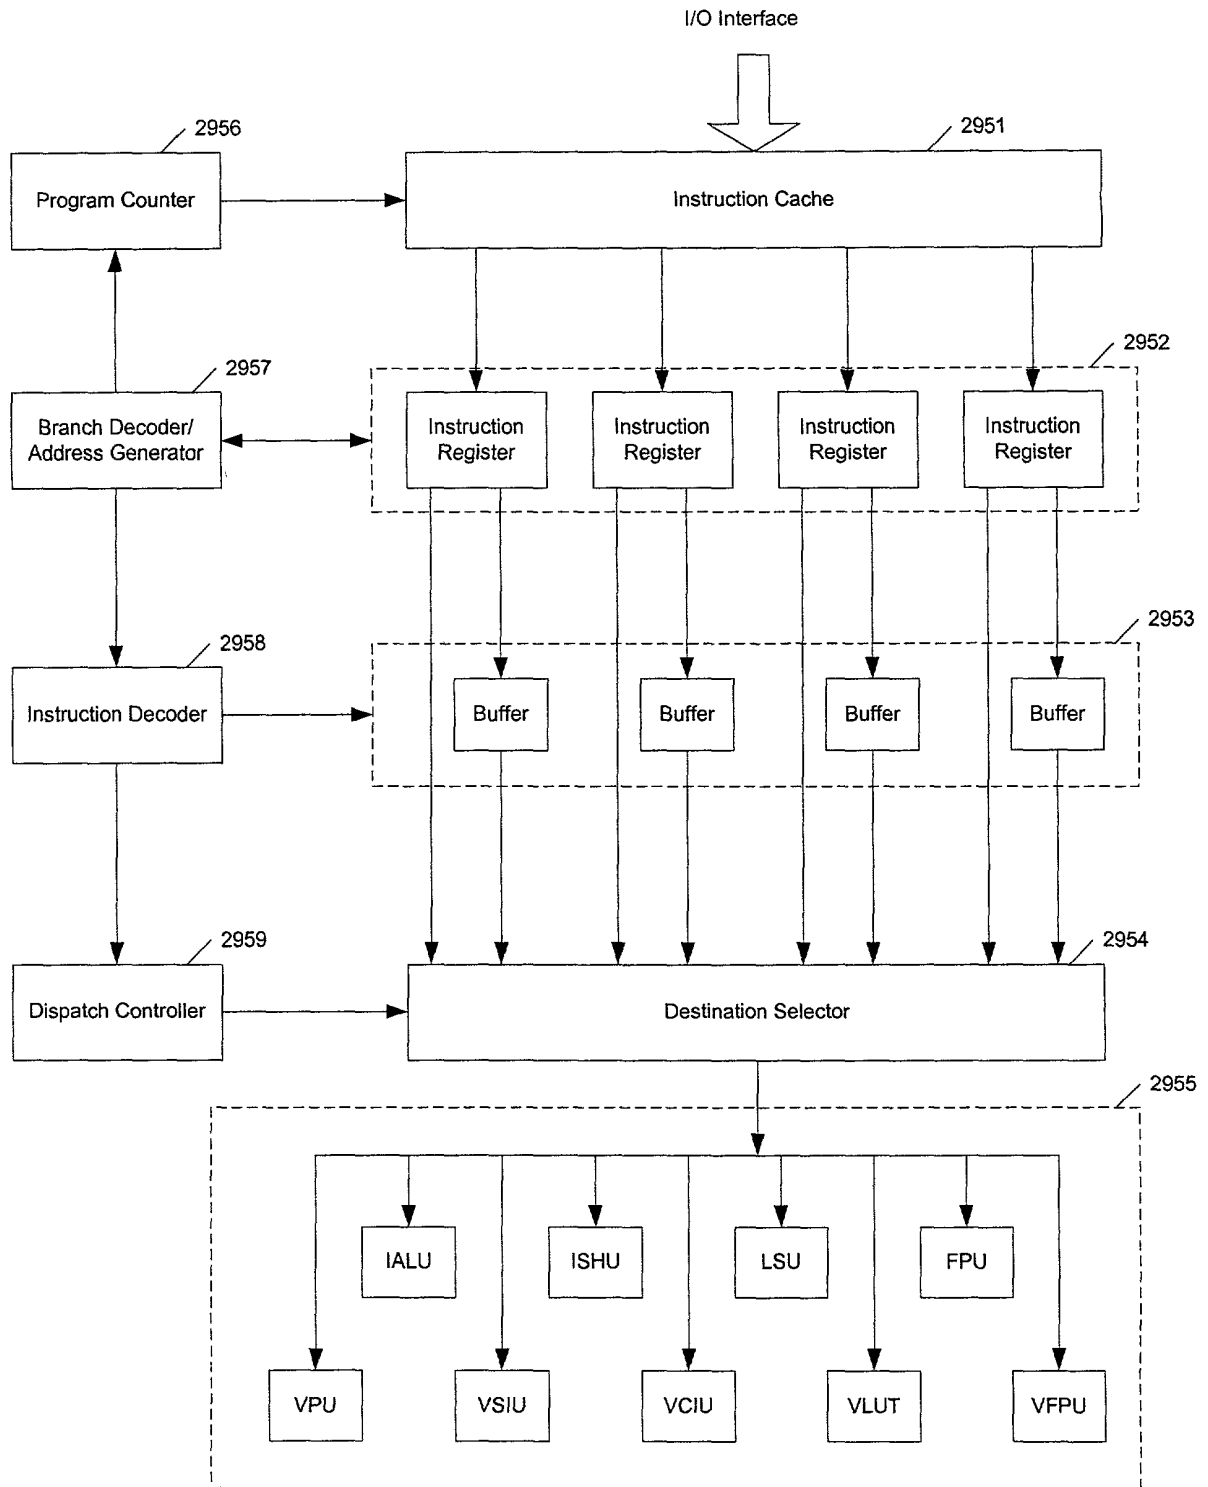 I/O Interface
2956
2951
Program Counter
Instruction Cache
2957
2952
Branch Decoder/
Address Generator
Instruction
Register
Instruction
Register
Instruction
Register
Instruction
Register
2958
2953
Instruction Decoder
Buffer
Buffer
Buffer
Buffer
2959
2954
Dispatch Controller
Destination Selector
2955
IALU
ISHU
LSU
FPU
VPU
VSIU
VCIU
VLUT
VFPU